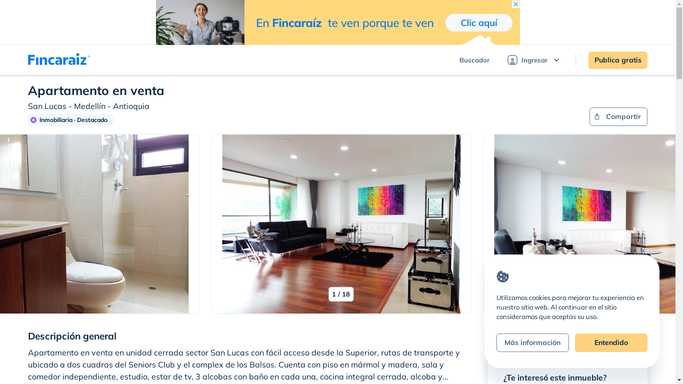 En Fincaraíz te ven porque te ven
Clic aquí
Fincaraíz
Buscador
Ingresar
Publica gratis
Apartamento en venta
San Lucas - Medellín - Antioquia
Inmobiliaria · Destacado
Compartir
1 / 18
Utilizamos cookies para mejorar tu experiencia en
nuestro sitio web. Al continuar en el sitio
consideramos que aceptas su uso.
Más información
Entendido
Descripción general
Apartamento en venta en unidad cerrada sector San Lucas con fácil acceso desde la Superior, rutas de transporte y
ubicado a dos cuadras del Seniors Club y el complex de los Balsos. Cuenta con piso en mármol y madera, sala y
comedor independiente, estudio, estar de tv, 3 alcobas con baño en cada una, cocina integral cerrada, alcoba y...
¿Te interesó este inmueble?